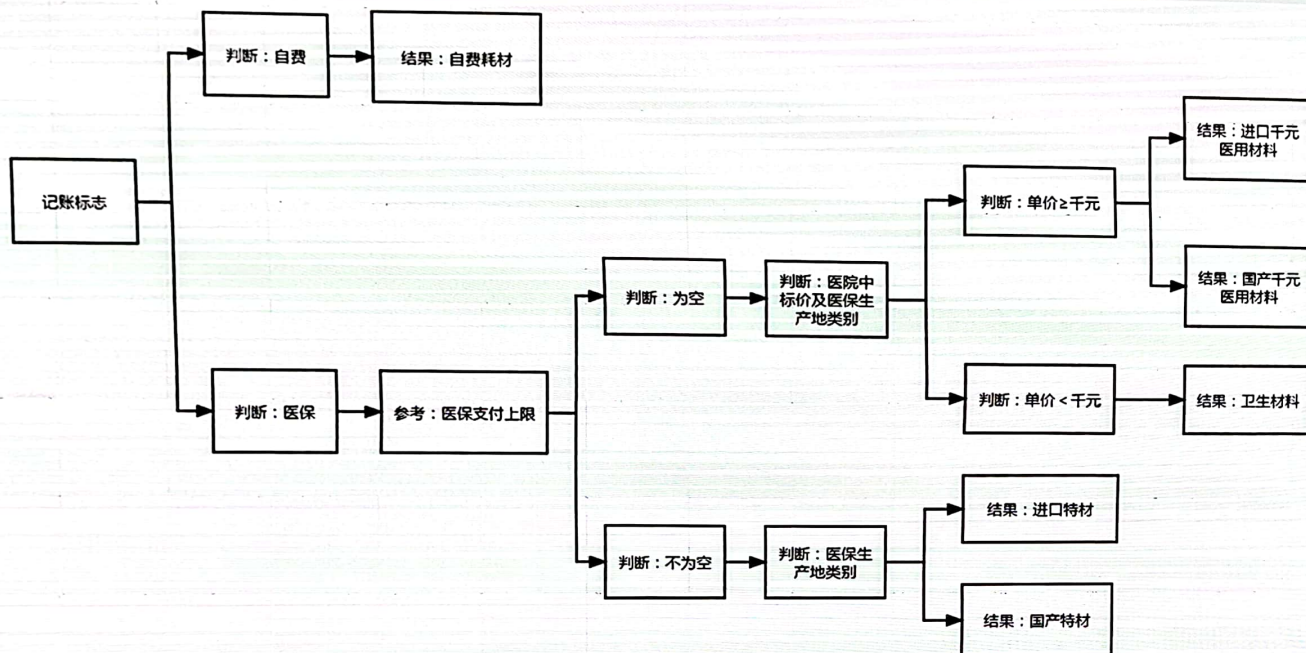 判断：自费
结果：自费耗材
记账标志
结果：进口千元
医用材料
判断：单价≥千元
结果：国产千元
医用材料
判断：为空
判断：医院中
标价及医保生
产地类别
判断：医保
参考：医保支付上限
判断：单价＜千元
结果：卫生材料
结果：进口特材
判断：不为空
判断：医保生
产地类别
结果：国产特材